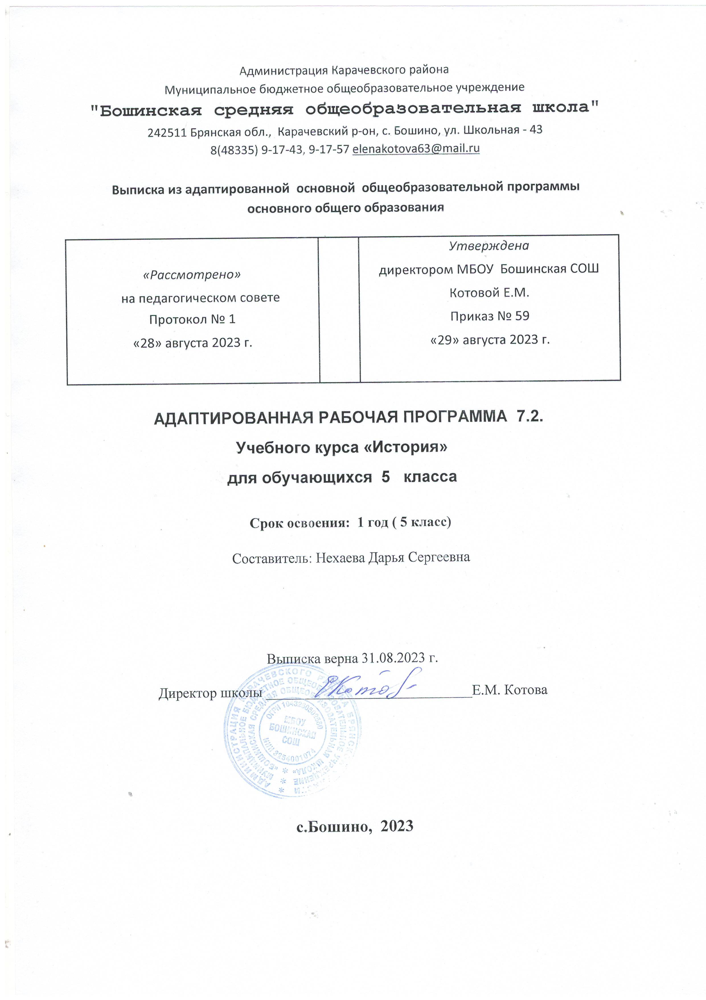 Администрация Карачевского района
Муниципальное бюджетное общеобразовательное учреждение
"Бошинская средняя общеобразовательная школа"
242511 Брянская обл., Карачевский р-он, с. Бошино, ул. Школьная - 43
8(48335) 9-17-43, 9-17-57 elenakotova63@mail.ru
Выписка из адаптированной основной общеобразовательной программы
основного общего образования
«Рассмотрено»
на педагогическом совете
Протокол № 1
«28» августа 2023 г.
Утверждена
директором МБОУ Бошинская СОШ
Котовой Е.М.
Приказ № 59
«29» августа 2023 г.
АДАПТИРОВАННАЯ РАБОЧАЯ ПРОГРАММА 7.2.
Учебного курса «История»
для обучающихся 5 класса
Срок освоения: 1 год ( 5 класс)
Составитель: Нехаева Дарья Сергеевна
Выписка верна 31.08.2023 г.
Директор школы Е.М. Котова
АДМИНИСТРАЦИЯ КАРАЧЕВСКОГО РАЙОНА
МУНИЦИПАЛЬНОЕ БЮДЖЕТНОЕ ОБЩЕОБРАЗОВАТЕЛЬНОЕ УЧРЕЖДЕНИЕ
«БОШИНСКАЯ СРЕДНЯЯ ОБЩЕОБРАЗОВАТЕЛЬНАЯ ШКОЛА»
ОГРН
МБОУ
БОШИНСКАЯ
СОШ
ИНН 3254001074
с.Бошино, 2023